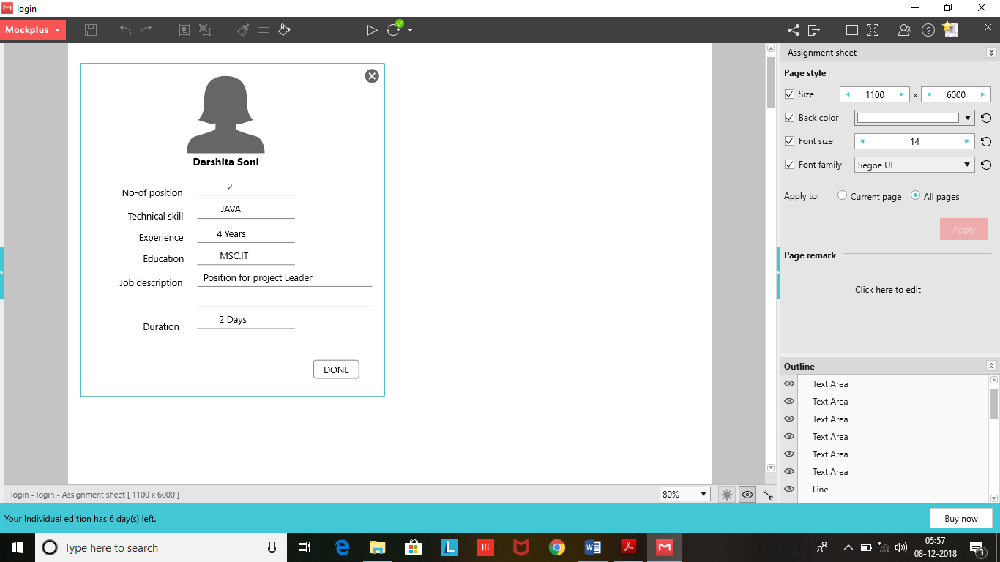 login
Mockplus
Assignment sheet
Page style
Size 1100 × 6000
Back color
Font size 14
Font family Segoe UI
Apply to: Current page All pages
Apply
Page remark
Click here to edit
Darshita Soni
No-of position 2
Technical skill JAVA
Experience 4 Years
Education MSC.IT
Job description Position for project Leader
Duration 2 Days
DONE
Outline
Text Area
Text Area
Text Area
Text Area
Text Area
Text Area
Line
login - login - Assignment sheet [ 1100 x 6000 ]
80%
Your Individual edition has 6 day(s) left.
Buy now
Type here to search
05:57
08-12-2018
3